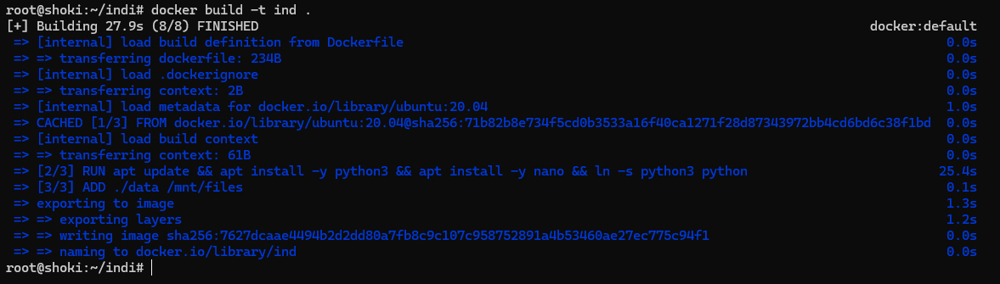 root@shoki:~/indi# docker build -t ind .
[+] Building 27.9s (8/8) FINISHED docker:default
=> [internal] load build definition from Dockerfile 0.0s
=> => transferring dockerfile: 234B 0.0s
=> [internal] load .dockerignore 0.0s
=> => transferring context: 2B 0.0s
=> [internal] load metadata for docker.io/library/ubuntu:20.04 1.0s
=> CACHED [1/3] FROM docker.io/library/ubuntu:20.04@sha256:71b82b8e734f5cd0b3533a16f40ca1271f28d87343972bb4cd6bd6c38f1bd 0.0s
=> [internal] load build context 0.0s
=> => transferring context: 61B 0.0s
=> [2/3] RUN apt update && apt install -y python3 && apt install -y nano && ln -s python3 python 25.4s
=> [3/3] ADD ./data /mnt/files 0.1s
=> exporting to image 1.3s
=> => exporting layers 1.2s
=> => writing image sha256:7627dcaae4494b2d2dd80a7fb8c9c107c958752891a4b53460ae27ec775c94f1 0.0s
=> => naming to docker.io/library/ind 0.0s
root@shoki:~/indi#